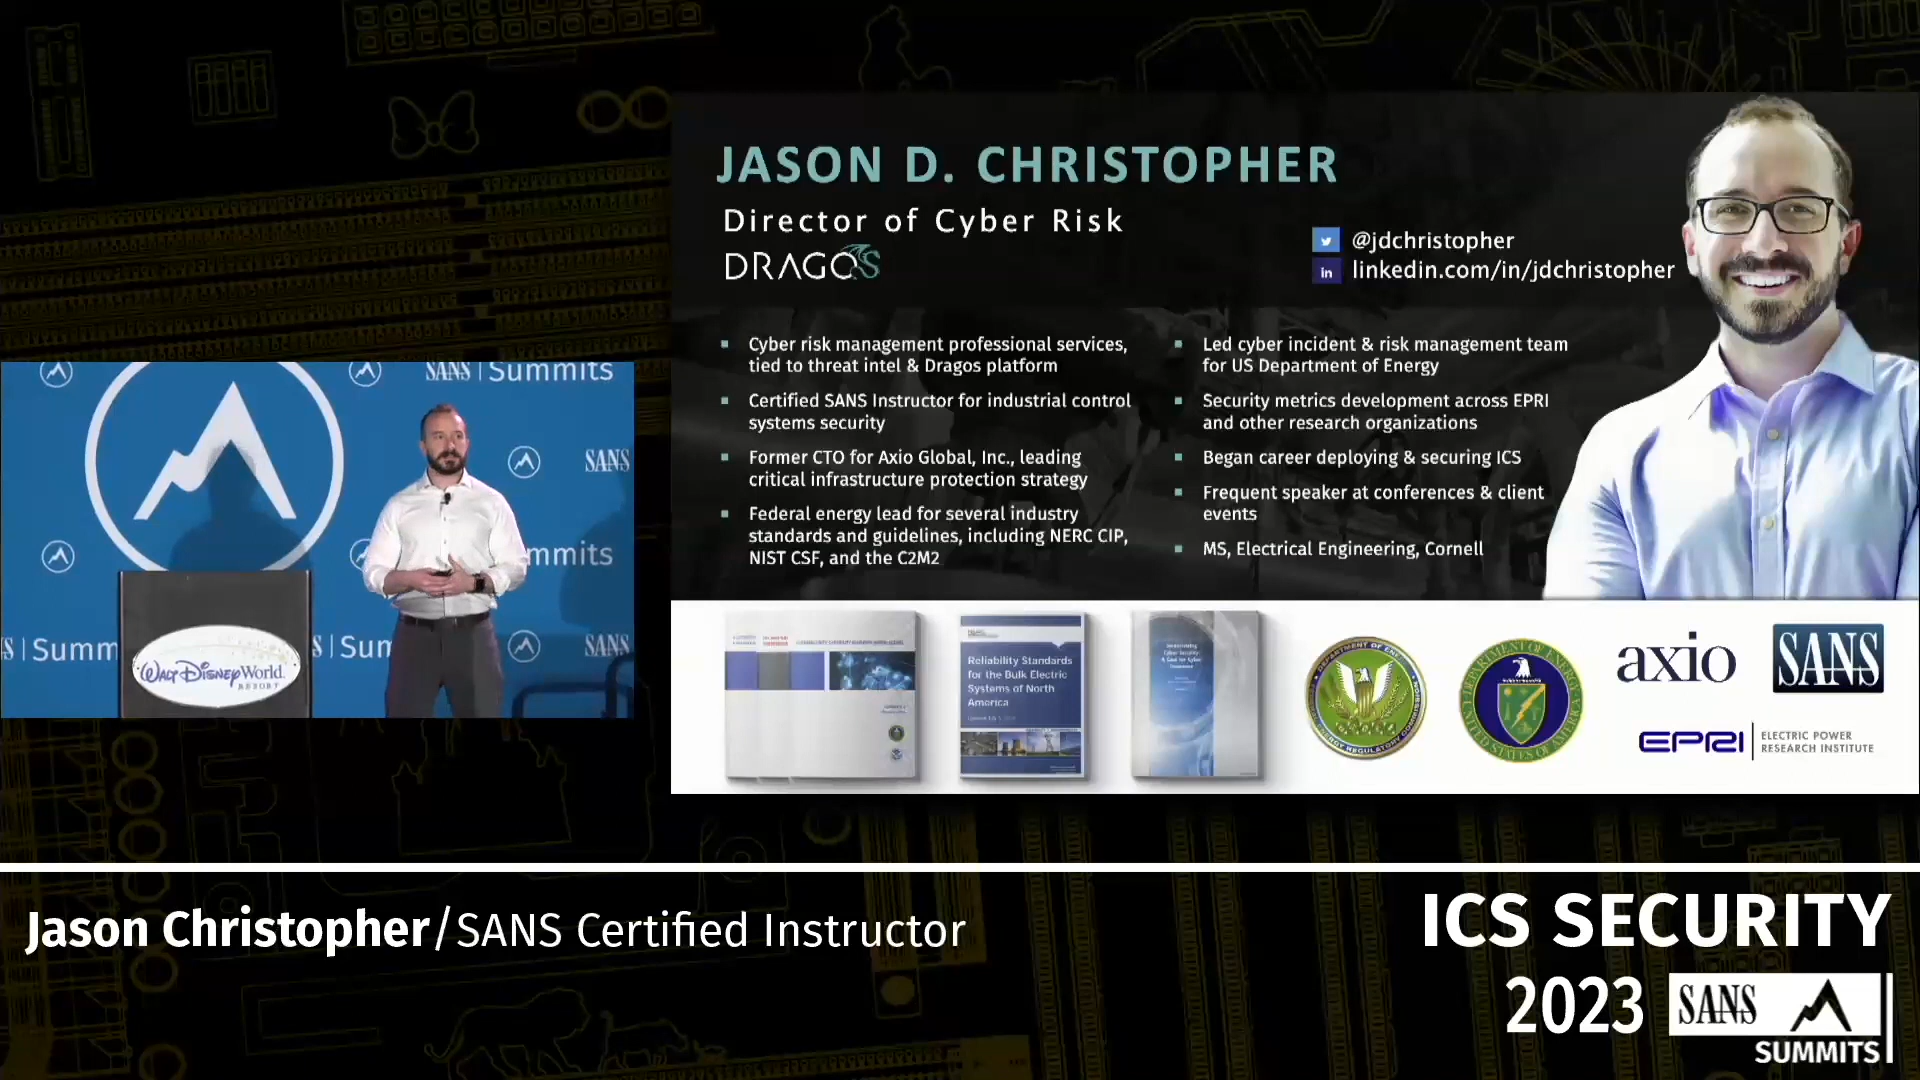 JASON D. CHRISTOPHER
Director of Cyber Risk
DRAGOS
@jdchristopher
in linkedin.com/in/jdchristopher
Cyber risk management professional services,
tied to threat intel & Dragos platform
Certified SANS Instructor for industrial control
systems security
Former CTO for Axio Global, Inc., leading
critical infrastructure protection strategy
Federal energy lead for several industry
standards and guidelines, including NERC CIP,
NIST CSF, and the C2M2
Led cyber incident & risk management team
for US Department of Energy
Security metrics development across EPRI
and other research organizations
Began career deploying & securing ICS
Frequent speaker at conferences & client
events
MS, Electrical Engineering, Cornell
SANS | Summits
SANS
mmits
S | Summ
S | Sum
SANS
Walt Disney World
RESORT
Reliability Standards
for the Bulk Electric
Systems of North
America
axio
SANS
EPRI
ELECTRIC POWER
RESEARCH INSTITUTE
Jason Christopher/SANS Certified Instructor
ICS SECURITY
2023
SANS
SUMMITS